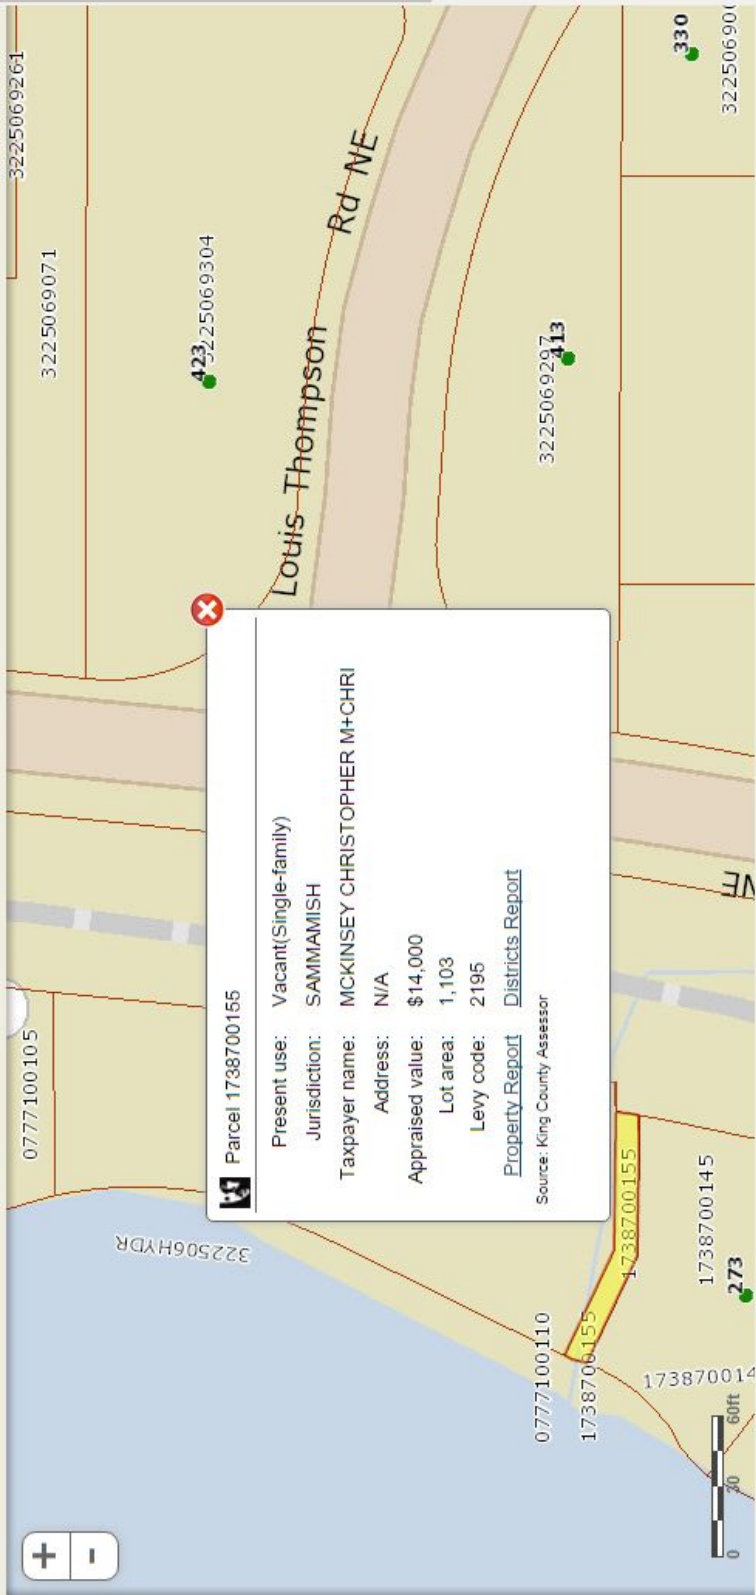 +
-
3225069261
3225069071
423
3225069304
Louis Thompson Rd NE
3225069297
413
330
0777100105
322506HYDR
Parcel 1738700155
Present use: Vacant(Single-family)
Jurisdiction: SAMMAMISH
Taxpayer name: MCKINSEY CHRISTOPHER M+CHRI
Address: N/A
Appraised value: $14,000
Lot area: 1,103
Levy code: 2195
Property Report Districts Report
Source: King County Assessor
NE
0777100110
1738700155
1738700155
1738700145
273
0 30 60ft